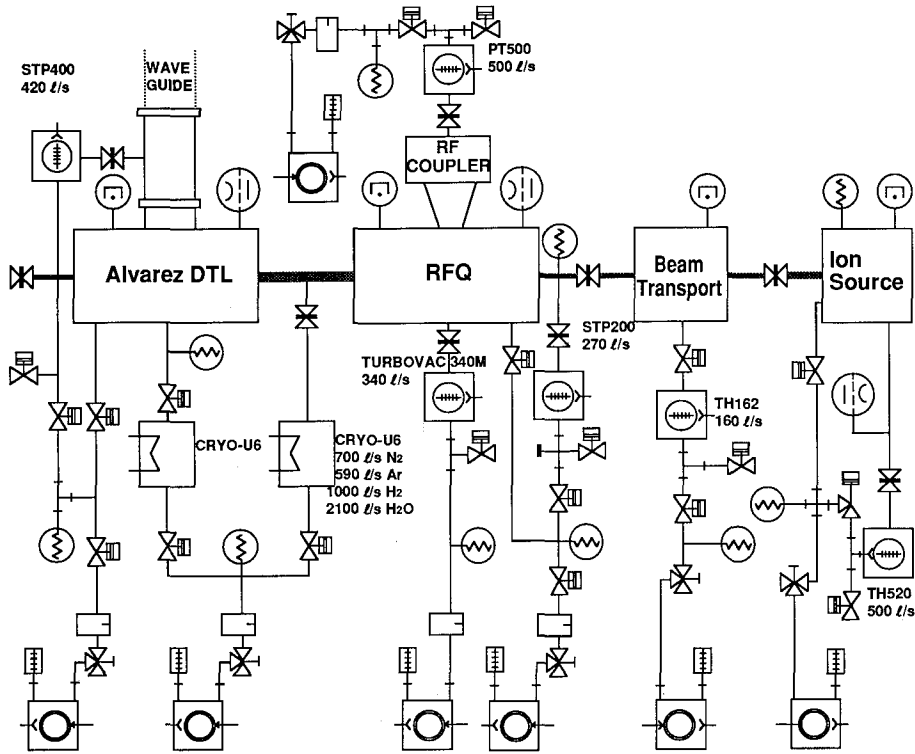 STP400
420 ℓ/s
WAVE
GUIDE
PT500
500 ℓ/s
RF
COUPLER
Alvarez DTL
RFQ
Beam
Transport
Ion
Source
STP200
270 ℓ/s
TURBOVAC 340M
340 ℓ/s
TH162
160 ℓ/s
CRYO-U6
CRYO-U6
700 ℓ/s N2
590 ℓ/s Ar
1000 ℓ/s H2
2100 ℓ/s H2O
TH520
500 ℓ/s